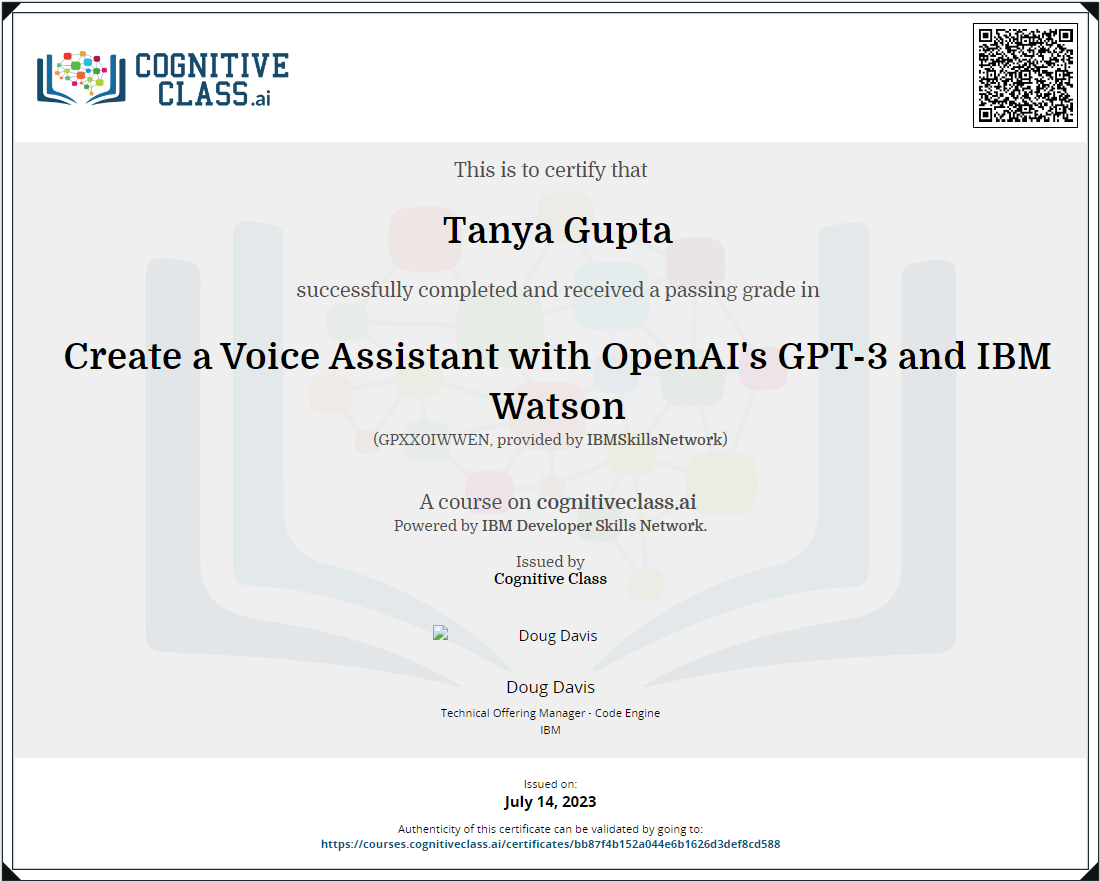 COGNITIVE
CLASS.ai
This is to certify that
Tanya Gupta
successfully completed and received a passing grade in
Create a Voice Assistant with OpenAI's GPT-3 and IBM
Watson
(GPXX0IWWEN, provided by IBMSkillsNetwork)
A course on cognitiveclass.ai
Powered by IBM Developer Skills Network.
Issued by
Cognitive Class
Doug Davis
Doug Davis
Technical Offering Manager - Code Engine
IBM
Issued on:
July 14, 2023
Authenticity of this certificate can be validated by going to:
https://courses.cognitiveclass.ai/certificates/bb87f4b152a044e6b1626d3def8cd588